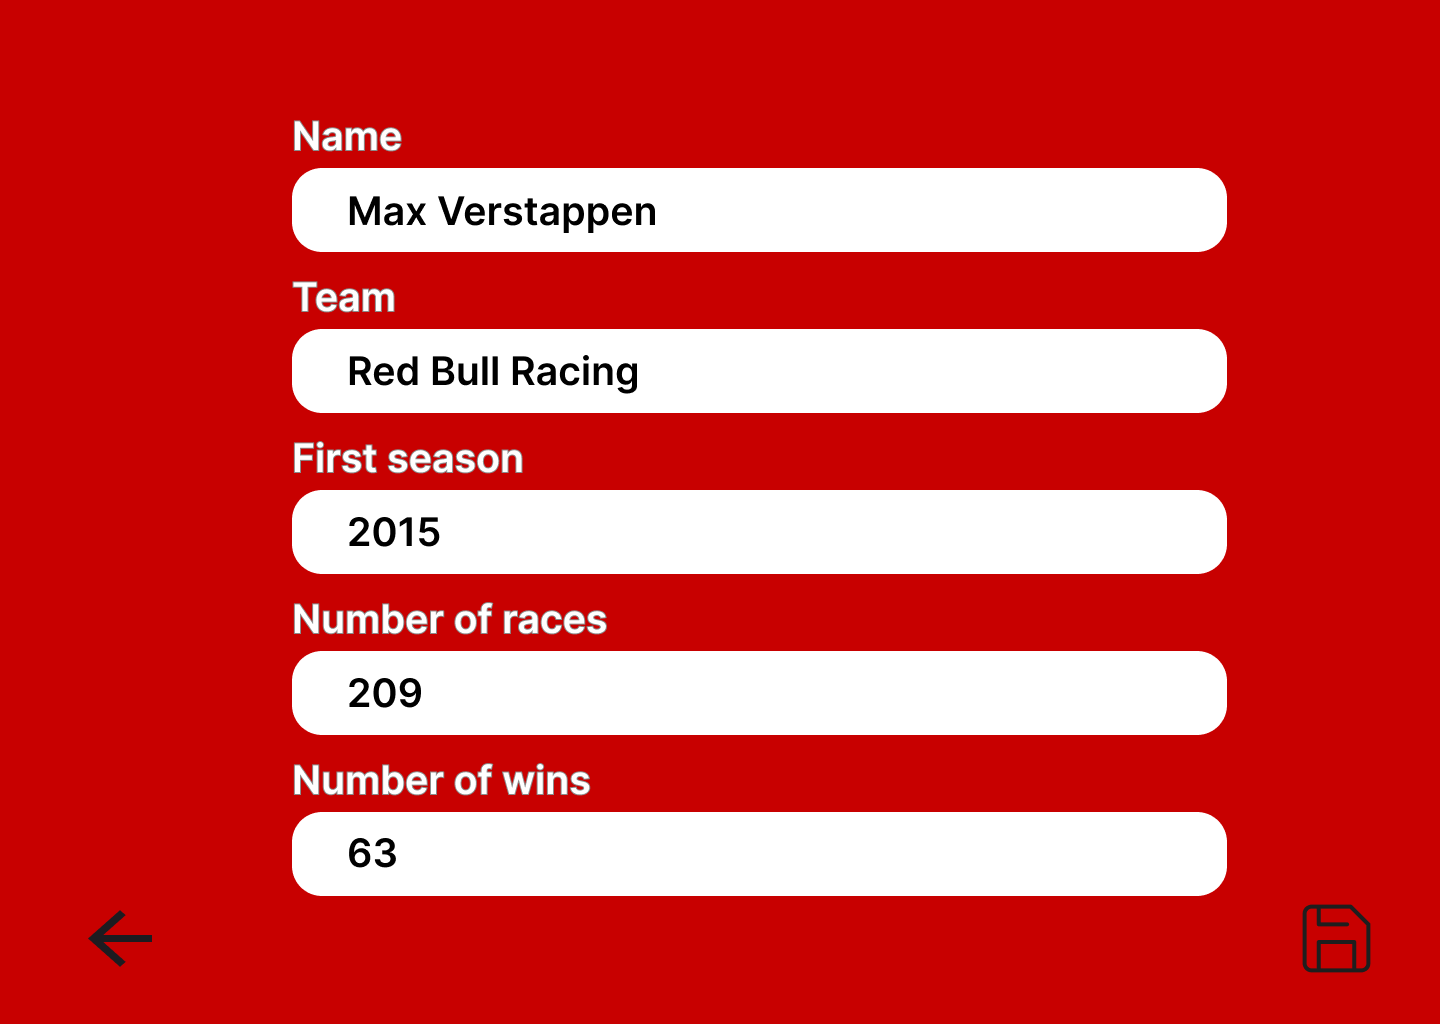 Name
Max Verstappen
Team
Red Bull Racing
First season
2015
Number of races
209
Number of wins
63